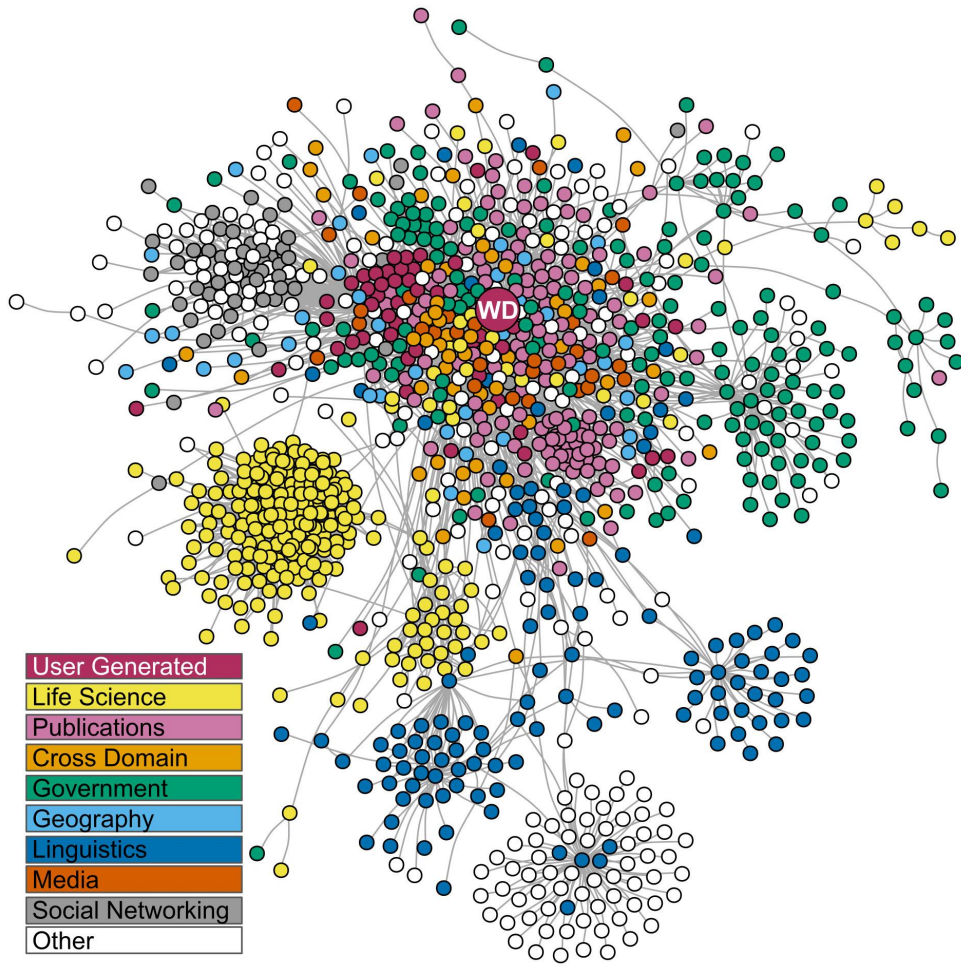 WD
User Generated
Life Science
Publications
Cross Domain
Government
Geography
Linguistics
Media
Social Networking
Other